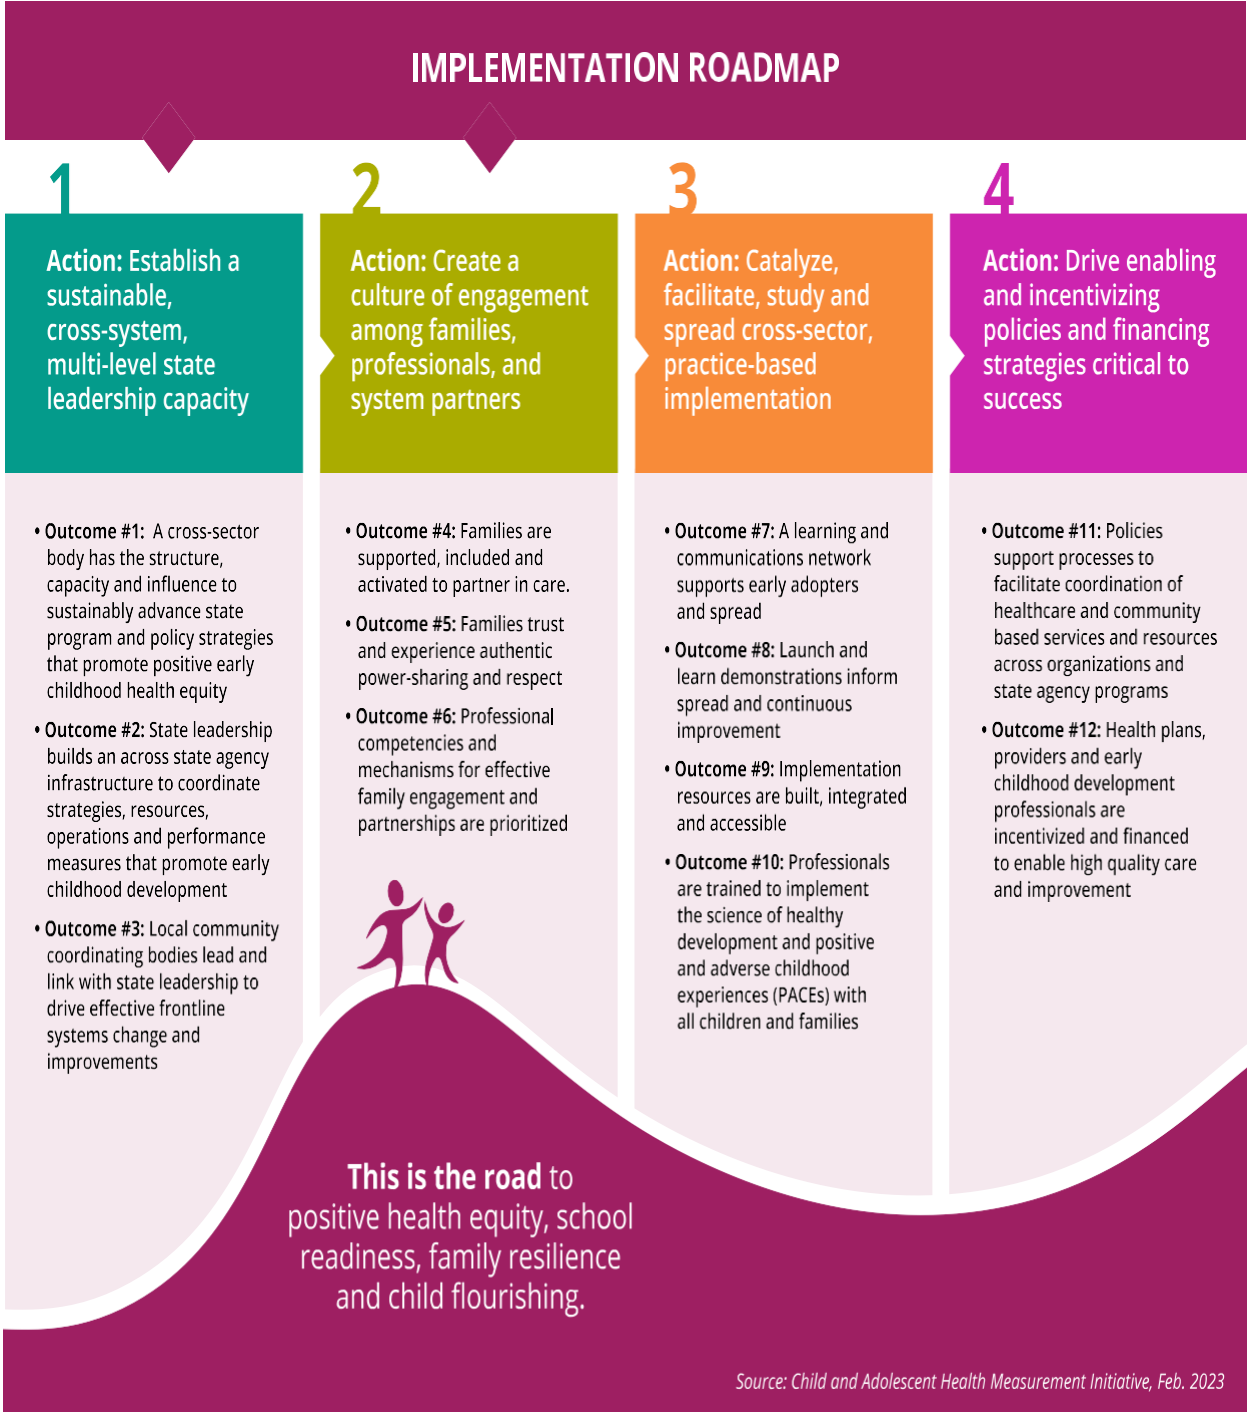 IMPLEMENTATION ROADMAP
1
Action: Establish a
sustainable,
cross-system,
multi-level state
leadership capacity
• Outcome #1: A cross-sector
body has the structure,
capacity and influence to
sustainably advance state
program and policy strategies
that promote positive early
childhood health equity
• Outcome #2: State leadership
builds an across state agency
infrastructure to coordinate
strategies, resources,
operations and performance
measures that promote early
childhood development
• Outcome #3: Local community
coordinating bodies lead and
link with state leadership to
drive effective frontline
systems change and
improvements
2
Action: Create a
culture of engagement
among families,
professionals, and
system partners
• Outcome #4: Families are
supported, included and
activated to partner in care.
• Outcome #5: Families trust
and experience authentic
power-sharing and respect
• Outcome #6: Professional
competencies and
mechanisms for effective
family engagement and
partnerships are prioritized
3
Action: Catalyze,
facilitate, study and
spread cross-sector,
practice-based
implementation
• Outcome #7: A learning and
communications network
supports early adopters
and spread
• Outcome #8: Launch and
learn demonstrations inform
spread and continuous
improvement
• Outcome #9: Implementation
resources are built, integrated
and accessible
• Outcome #10: Professionals
are trained to implement
the science of healthy
development and positive
and adverse childhood
experiences (PACEs) with
all children and families
4
Action: Drive enabling
and incentivizing
policies and financing
strategies critical to
success
• Outcome #11: Policies
support processes to
facilitate coordination of
healthcare and community
based services and resources
across organizations and
state agency programs
• Outcome #12: Health plans,
providers and early
childhood development
professionals are
incentivized and financed
to enable high quality care
and improvement
This is the road to
positive health equity, school
readiness, family resilience
and child flourishing.
Source: Child and Adolescent Health Measurement Initiative, Feb. 2023